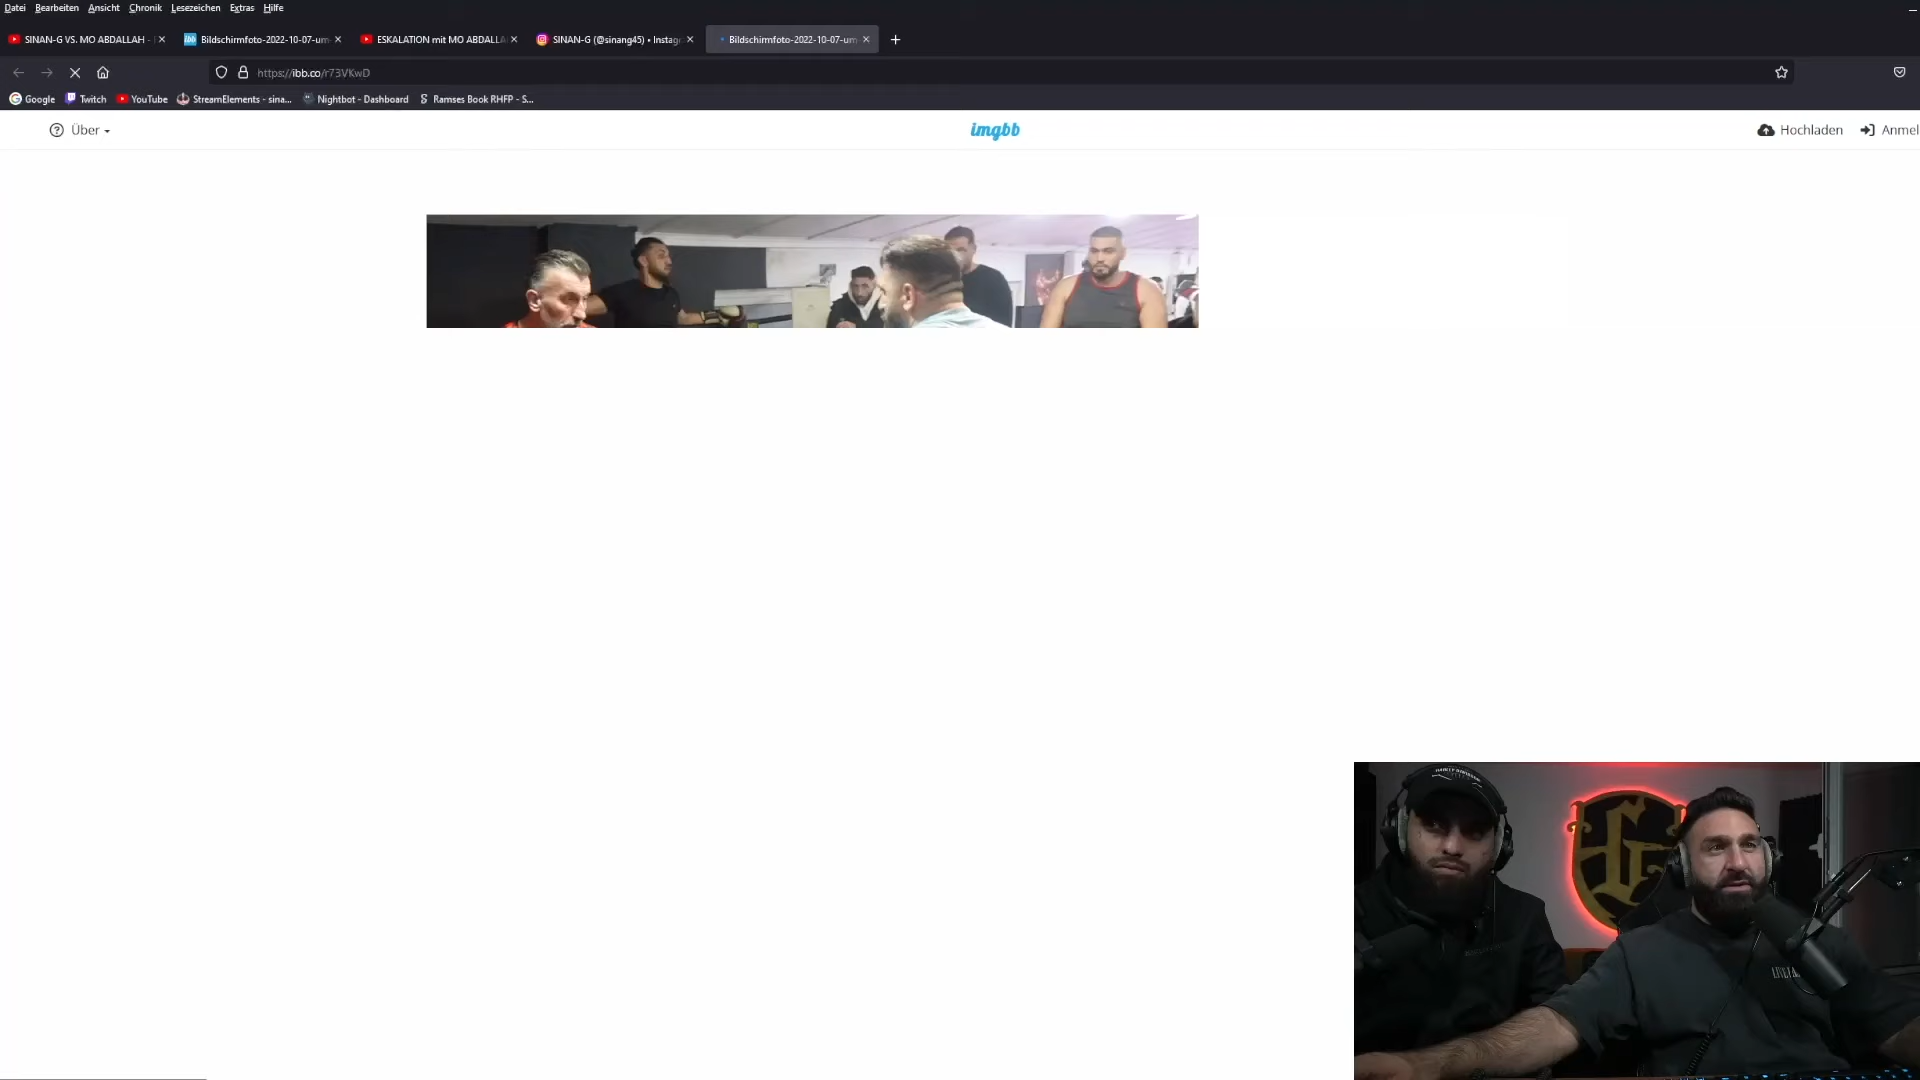 Datei Bearbeiten Ansicht Chronik Lesezeichen Extras Hilfe
SINAN-G VS. MO ABDALLAH - Bildschirmfoto-2022-10-07-um- ESKALATION mit MO ABDALLA SINAN-G (@sinang45) • Instag Bildschirmfoto-2022-10-07-um-
https://ibb.co/r73VKwD
Google Twitch YouTube StreamElements - sina... Nightbot - Dashboard Ramses Book RHFP - S...
Über imgbb Hochladen Anmel